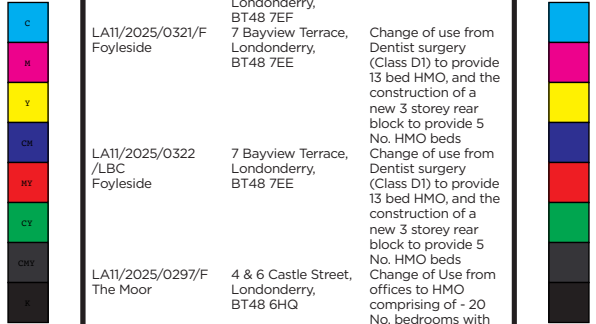 Londonderry,
BT48 7EF
LA11/2025/0321/F
Foyleside
7 Bayview Terrace,
Londonderry,
BT48 7EE
Change of use from
Dentist surgery
(Class D1) to provide
13 bed HMO, and the
construction of a
new 3 storey rear
block to provide 5
No. HMO beds
LA11/2025/0322
/LBC
Foyleside
7 Bayview Terrace,
Londonderry,
BT48 7EE
Change of use from
Dentist surgery
(Class D1) to provide
13 bed HMO, and the
construction of a
new 3 storey rear
block to provide 5
No. HMO beds
LA11/2025/0297/F
The Moor
4 & 6 Castle Street,
Londonderry,
BT48 6HQ
Change of Use from
offices to HMO
comprising of - 20
No. bedrooms with
C
M
Y
CM
MY
CY
CMY
K